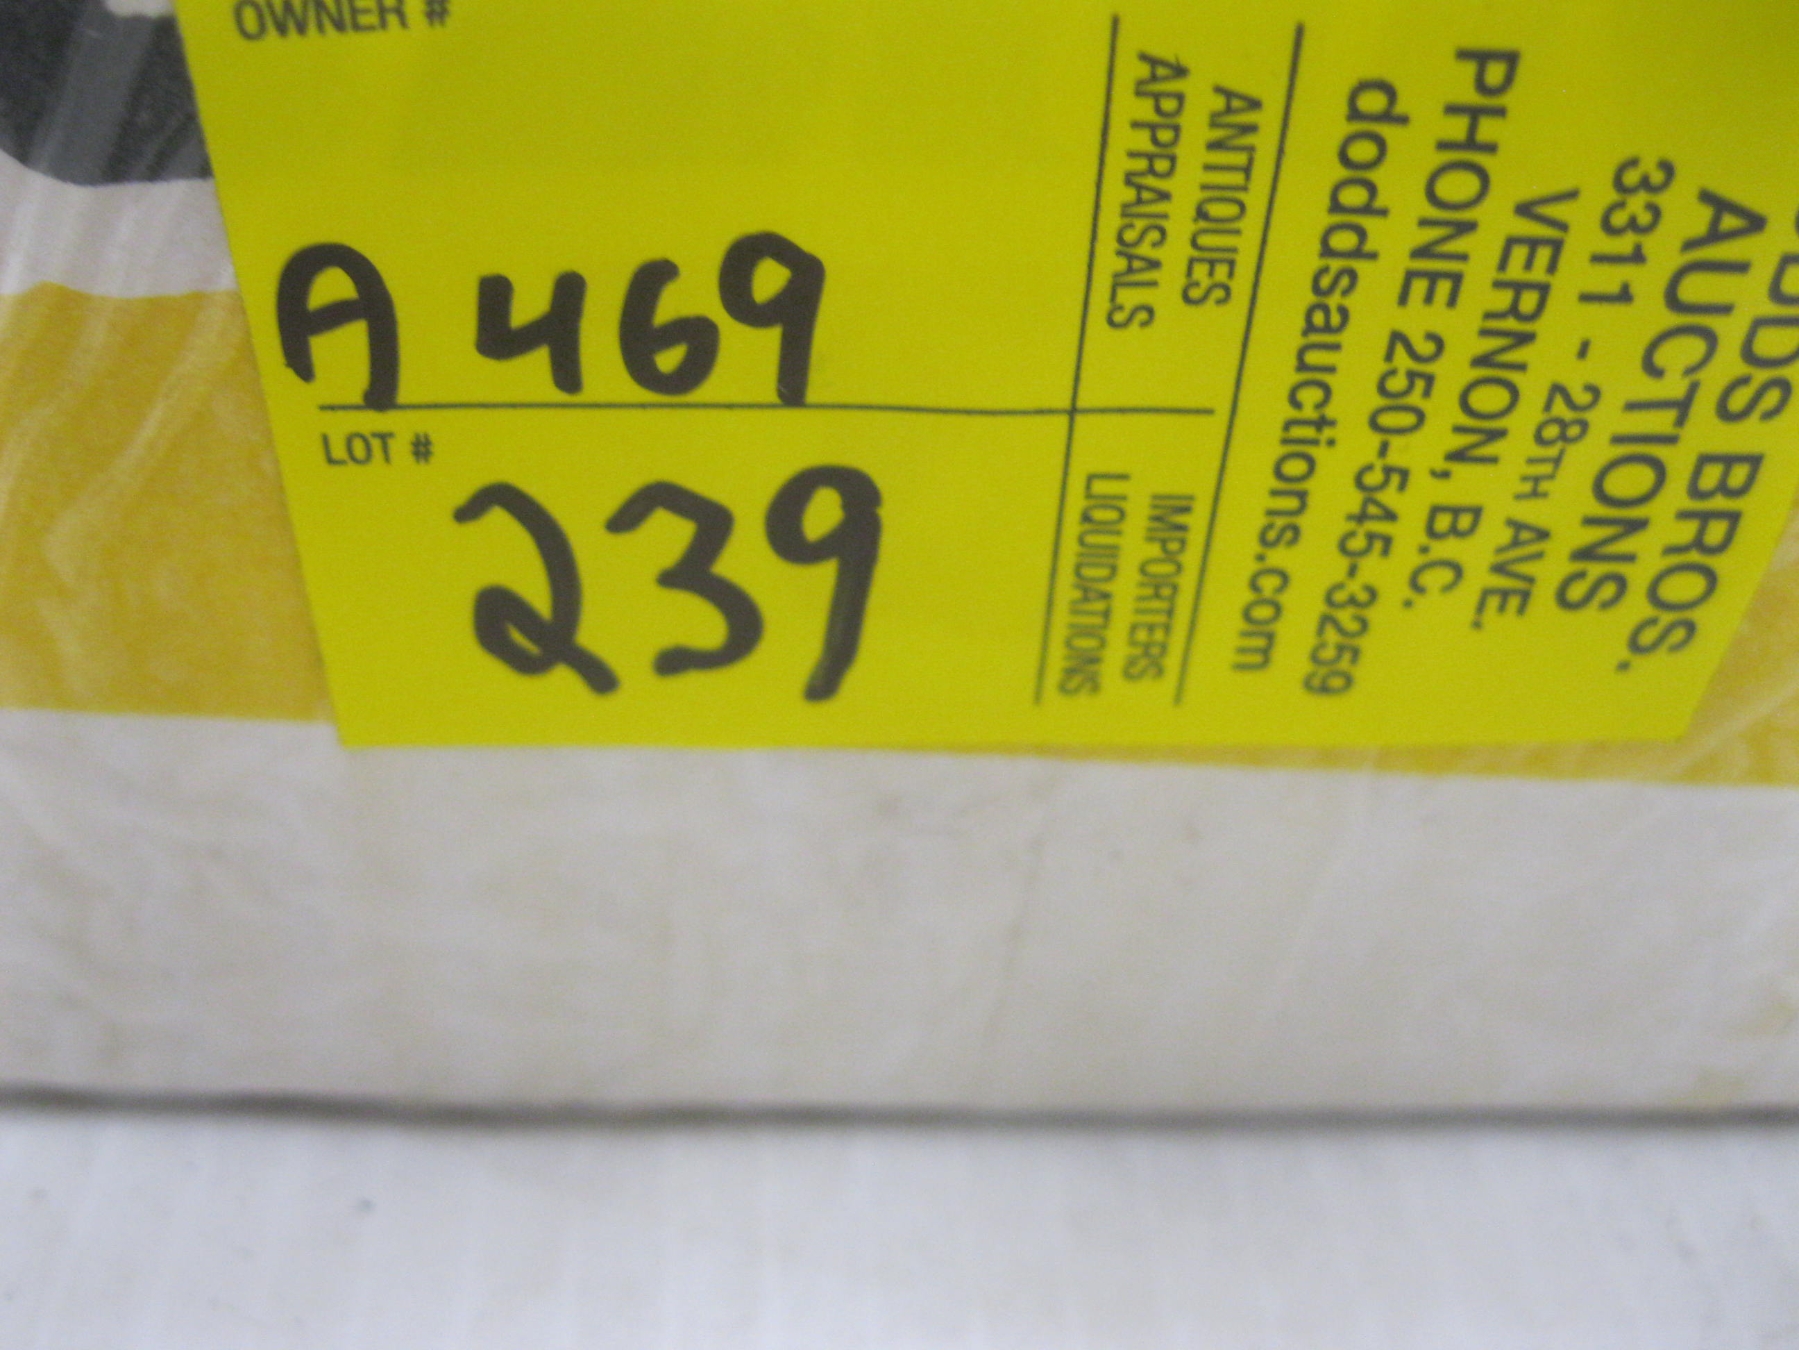 OWNER #
A 469
LOT #
239
ANTIQUES
APPRAISALS
IMPORTERS
LIQUIDATIONS
BROS.
AUCTIONS
3311 - 28TH AVE.
VERNON, B.C.
PHONE 250-545-3259
doddsauctions.com